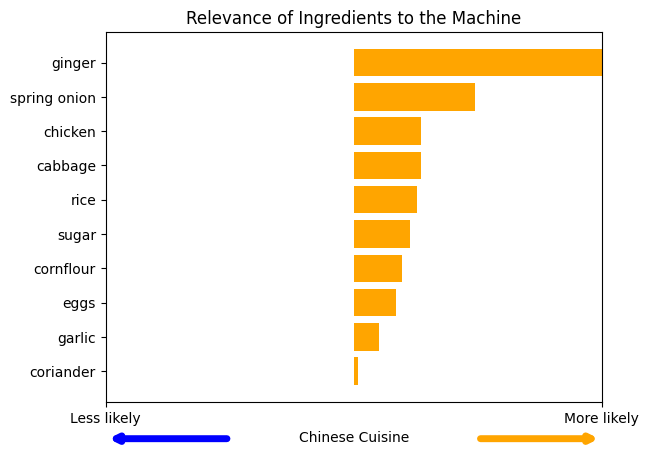 Relevance of Ingredients to the Machine
ginger
spring onion
chicken
cabbage
rice
sugar
cornflour
eggs
garlic
coriander
Less likely
More likely
Chinese Cuisine